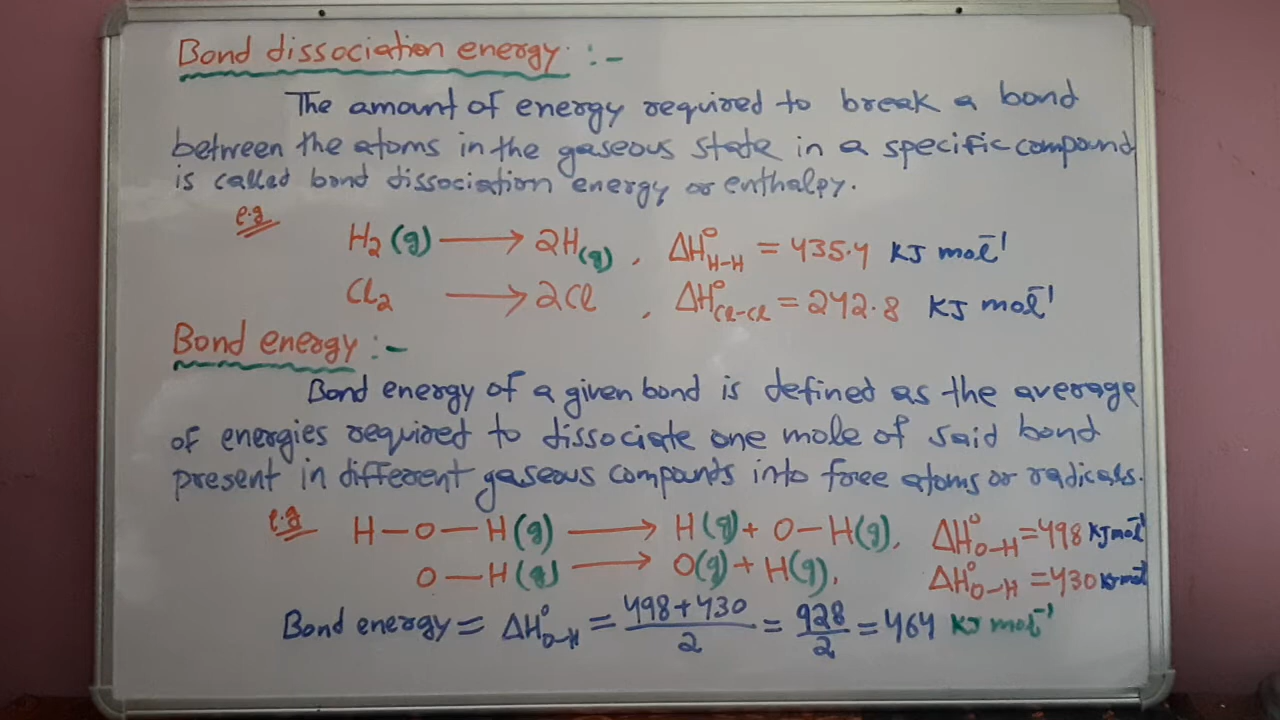 Bond dissociation energy :-
The amount of energy required to break a bond
between the atoms in the gaseous state in a specific compound
is called bond dissociation energy or enthalpy.
e.g
H₂(g) ⟶ 2H(g), ΔH°H-H = 435.4 KJ mol⁻¹
Cl₂ ⟶ 2Cl, ΔH°Cl-Cl = 242.8 KJ mol⁻¹
Bond energy :-
Bond energy of a given bond is defined as the average
of energies required to dissociate one mole of said bond
present in different gaseous compounds into free atoms or radicals.
e.g H—O—H(g) ⟶ H(g) + O—H(g), ΔH°O-H = 498 KJ mol⁻¹
O—H(g) ⟶ O(g) + H(g), ΔH°O-H = 430 KJ mol⁻¹
Bond energy = ΔH°O-H = (498+430)/2 = 928/2 = 464 KJ mol⁻¹